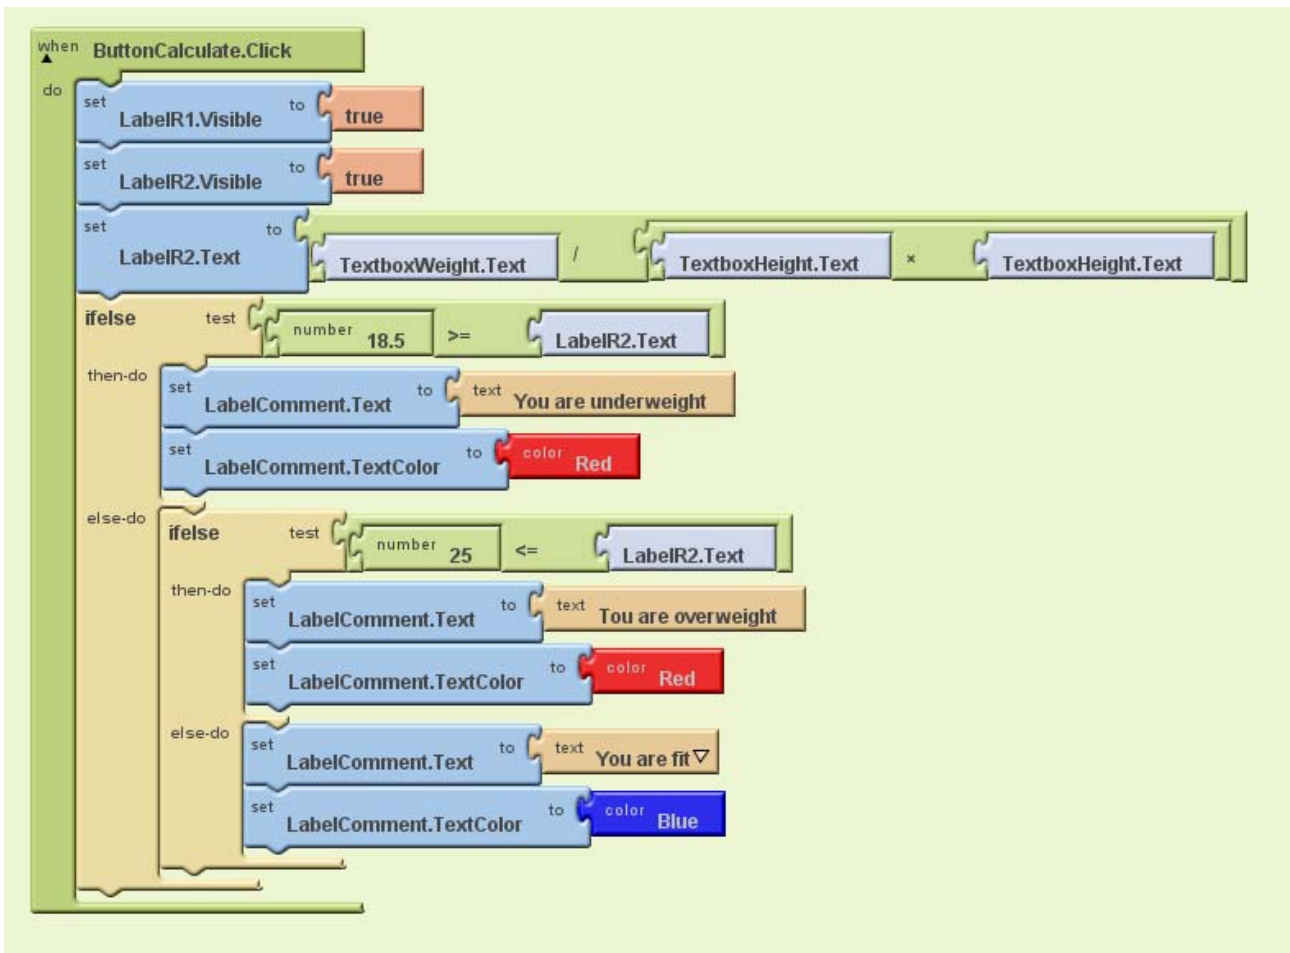 when ButtonCalculate.Click
do
set LabelR1.Visible to true
set LabelR2.Visible to true
set LabelR2.Text to TextboxWeight.Text / TextboxHeight.Text × TextboxHeight.Text
ifelse test number 18.5 >= LabelR2.Text
then-do set LabelComment.Text to text You are underweight
set LabelComment.TextColor to color Red
else-do ifelse test number 25 <= LabelR2.Text
then-do set LabelComment.Text to text Tou are overweight
set LabelComment.TextColor to color Red
else-do set LabelComment.Text to text You are fit
set LabelComment.TextColor to color Blue